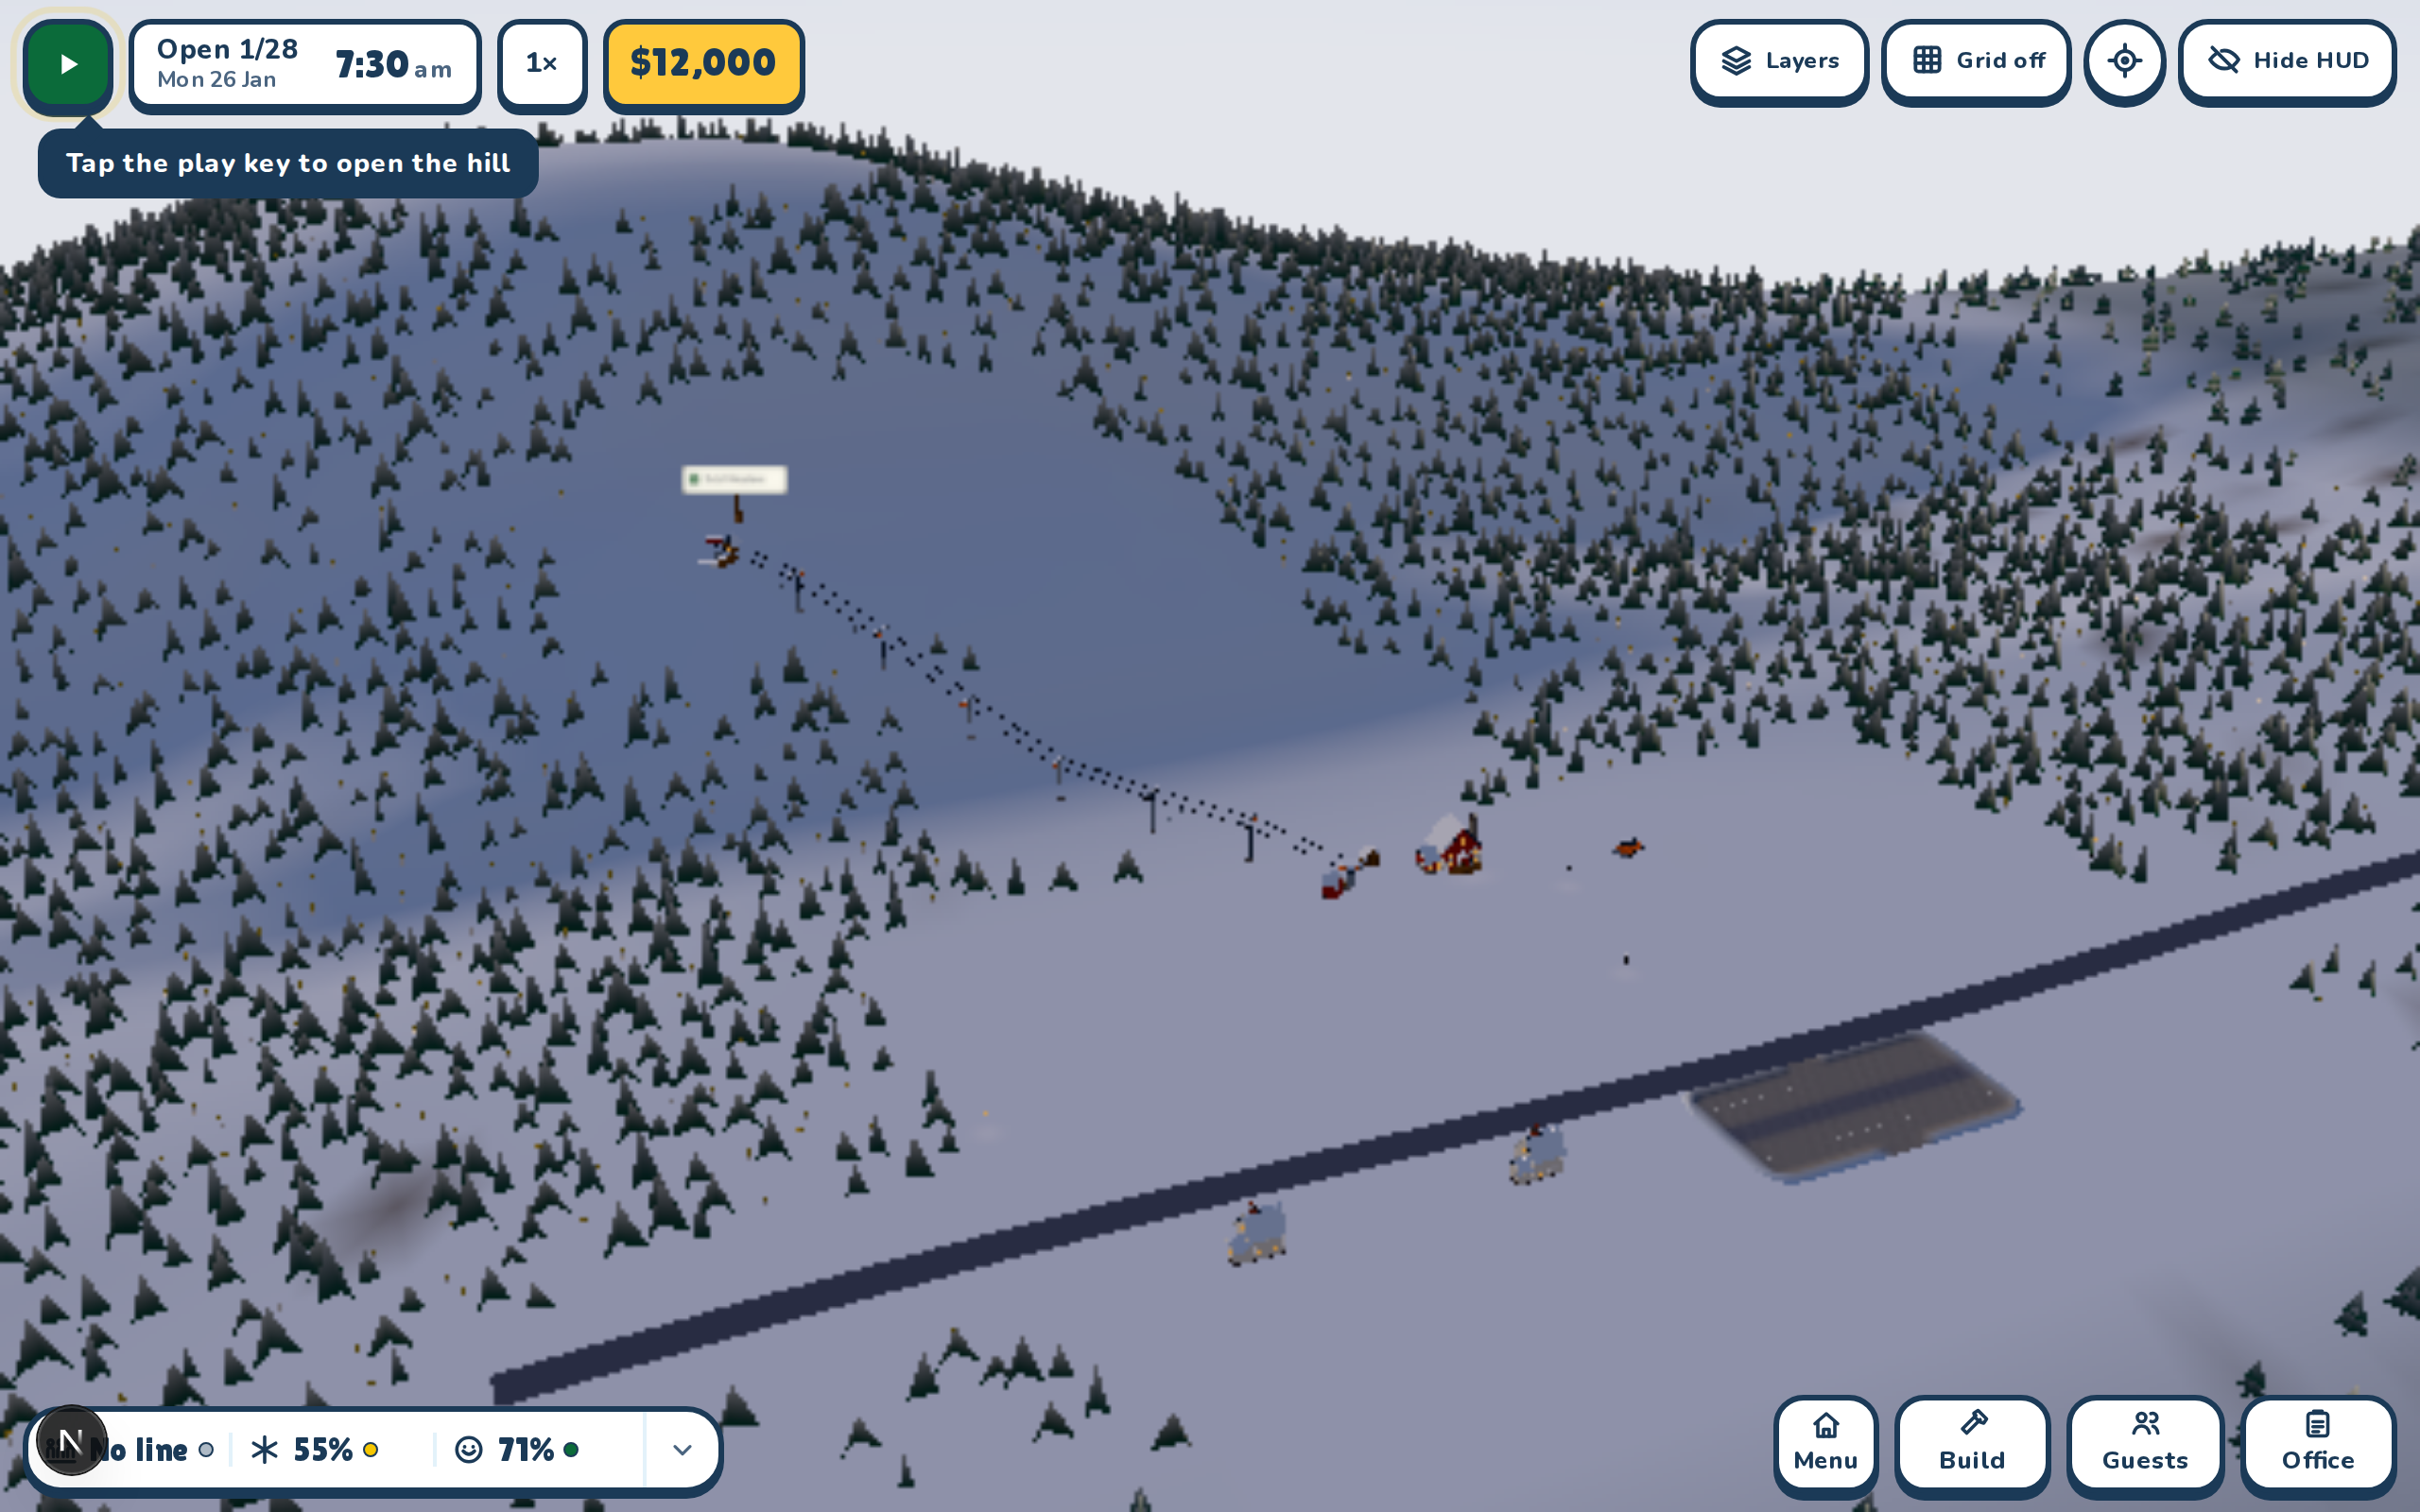 Open 1/28
Mon 26 Jan
7:30 am
1×
$12,000
Layers
Grid off
Hide HUD
Tap the play key to open the hill
N
No line
55%
71%
Menu
Build
Guests
Office